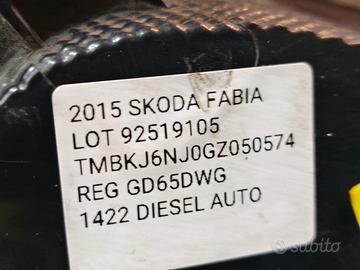 2015 SKODA FABIA
LOT 92519105
TMBKJ6NJ0GZ050574
REG GD65DWG
1422 DIESEL AUTO
subito